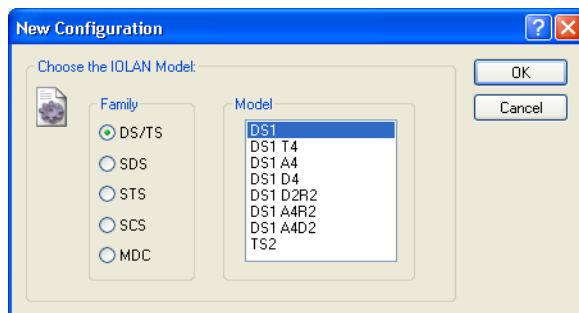 New Configuration
Choose the IOLAN Model:
OK
Cancel
Family
DS/TS
SDS
STS
SCS
MDC
Model
DS1
DS1 T4
DS1 A4
DS1 D4
DS1 D2R2
DS1 A4R2
DS1 A4D2
TS2